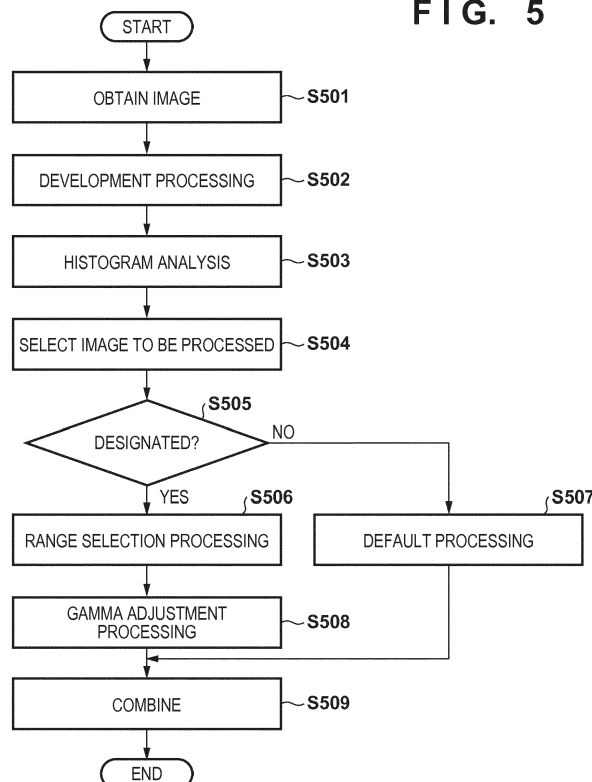 FIG. 5
START
OBTAIN IMAGE
S501
DEVELOPMENT PROCESSING
S502
HISTOGRAM ANALYSIS
S503
SELECT IMAGE TO BE PROCESSED
S504
S505
DESIGNATED?
NO
YES
S506
S507
RANGE SELECTION PROCESSING
DEFAULT PROCESSING
GAMMA ADJUSTMENT
PROCESSING
S508
COMBINE
S509
END